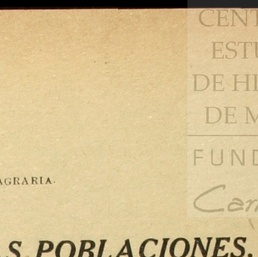 CENT
ESTU
DE HI
DE M
FUND
Car
AGRARIA.
S POBLACIONES.